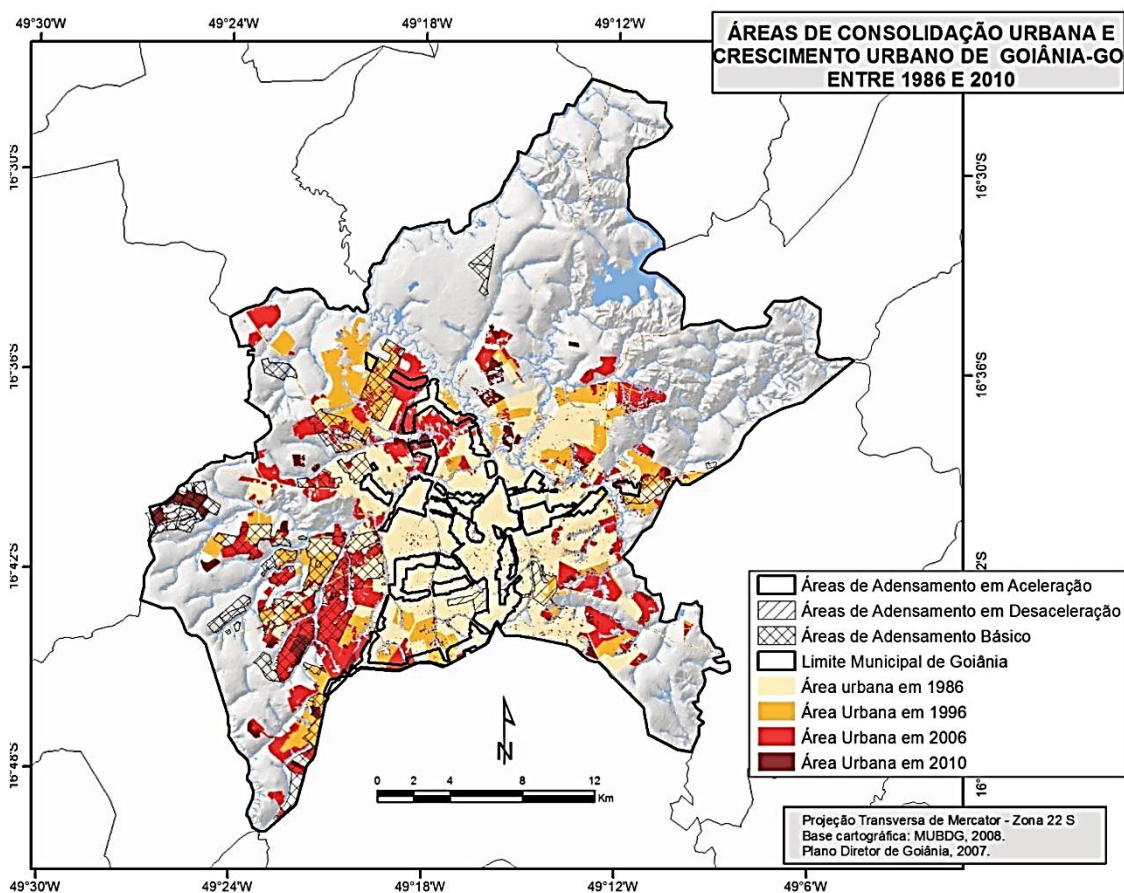 49°30'W 49°24'W 49°18'W 49°12'W
ÁREAS DE CONSOLIDAÇÃO URBANA E
CRESCIMENTO URBANO DE GOIÂNIA-GO
ENTRE 1986 E 2010
16°30'S 16°30'S
16°36'S 16°36'S
16°42'S 2°S
16°48'S 16°
Áreas de Adensamento em Aceleração
Áreas de Adensamento em Desaceleração
Áreas de Adensamento Básico
Limite Municipal de Goiânia
Área urbana em 1986
Área Urbana em 1996
Área Urbana em 2006
Área Urbana em 2010
N
0 2 4 8 12
Km
Projeção Transversa de Mercator - Zona 22 S
Base cartográfica: MUBDG, 2008.
Plano Diretor de Goiânia, 2007.
49°30'W 49°24'W 49°18'W 49°12'W 49°6'W